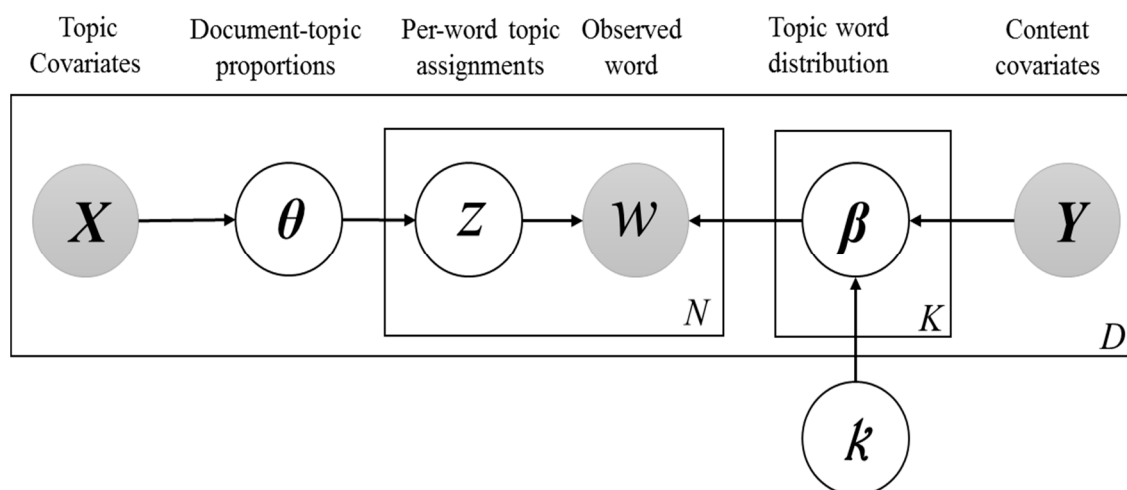 Topic Covariates
Document-topic proportions
Per-word topic assignments
Observed word
Topic word distribution
Content covariates
X
θ
Z
W
β
Y
N
K
D
k